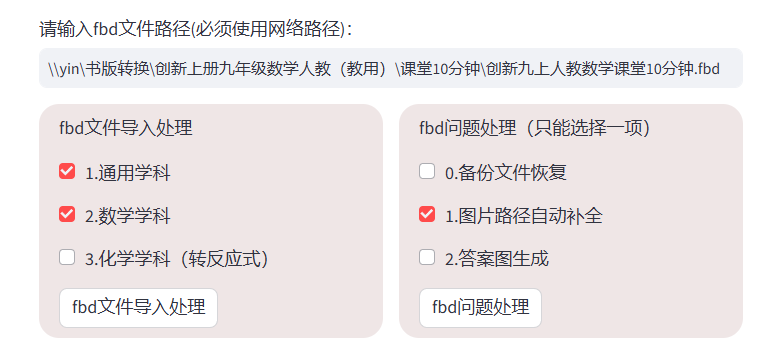 请输入fbd文件路径(必须使用网络路径)：
\\yin\书版转换\创新上册九年级数学人教（教用）\课堂10分钟\创新九上人教数学课堂10分钟.fbd
fbd文件导入处理
1.通用学科
2.数学学科
3.化学学科（转反应式）
fbd文件导入处理
fbd问题处理（只能选择一项）
0.备份文件恢复
1.图片路径自动补全
2.答案图生成
fbd问题处理